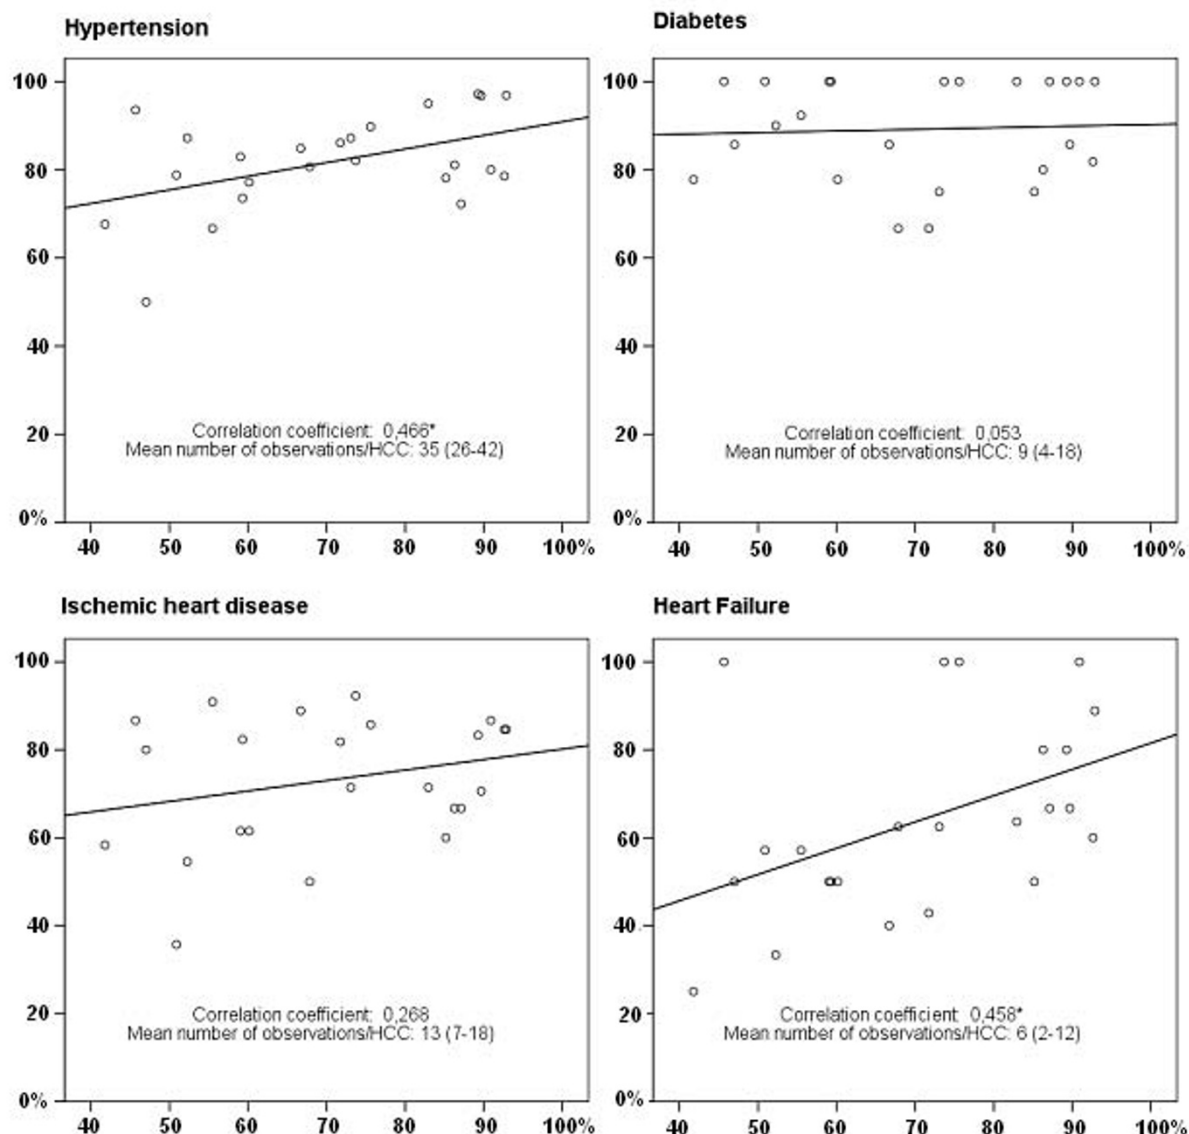 Hypertension
100
80
60
40
20
0%
40 50 60 70 80 90 100%
Correlation coefficient: 0,466*
Mean number of observations/HCC: 35 (26-42)
Diabetes
100
80
60
40
20
0%
40 50 60 70 80 90 100%
Correlation coefficient: 0,053
Mean number of observations/HCC: 9 (4-18)
Ischemic heart disease
100
80
60
40
20
0%
40 50 60 70 80 90 100%
Correlation coefficient: 0,268
Mean number of observations/HCC: 13 (7-18)
Heart Failure
100
80
60
40
20
0%
40 50 60 70 80 90 100%
Correlation coefficient: 0,458*
Mean number of observations/HCC: 6 (2-12)